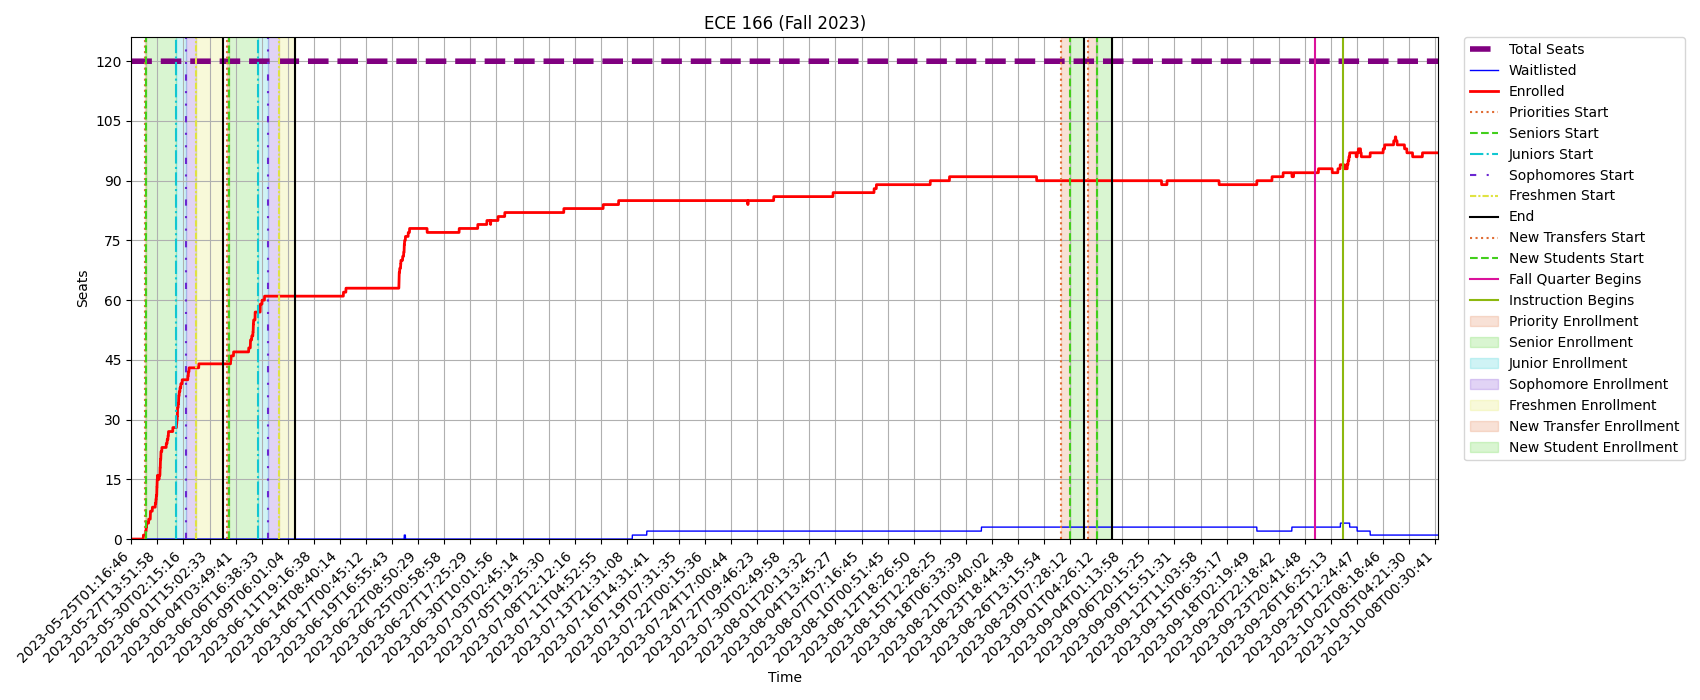 ECE 166 (Fall 2023)
Seats
120
105
90
75
60
45
30
15
0
2023-05-25T01:16:46
2023-05-27T13:51:58
2023-05-30T02:15:16
2023-06-01T15:02:33
2023-06-04T03:49:41
2023-06-06T16:38:33
2023-06-09T06:01:04
2023-06-11T19:16:38
2023-06-14T08:40:14
2023-06-17T00:45:12
2023-06-19T16:55:43
2023-06-22T08:50:29
2023-06-25T00:58:58
2023-06-27T17:25:29
2023-06-30T10:01:56
2023-07-03T02:45:14
2023-07-05T19:25:30
2023-07-08T12:12:16
2023-07-11T04:52:55
2023-07-13T21:31:08
2023-07-16T14:31:41
2023-07-19T07:31:35
2023-07-22T00:15:36
2023-07-24T17:00:44
2023-07-27T09:46:23
2023-07-30T02:49:58
2023-08-01T20:13:32
2023-08-04T13:45:27
2023-08-07T07:16:45
2023-08-10T00:51:45
2023-08-12T18:26:50
2023-08-15T12:28:25
2023-08-18T06:33:39
2023-08-21T00:40:02
2023-08-23T18:44:38
2023-08-26T13:15:54
2023-08-29T07:28:12
2023-09-01T04:26:12
2023-09-04T01:13:58
2023-09-06T20:15:25
2023-09-09T15:51:31
2023-09-12T11:03:58
2023-09-15T06:35:17
2023-09-18T02:19:49
2023-09-20T22:18:42
2023-09-23T20:41:48
2023-09-26T16:25:13
2023-09-29T12:24:47
2023-10-02T08:18:46
2023-10-05T04:21:30
2023-10-08T00:30:41
Time
Total Seats
Waitlisted
Enrolled
Priorities Start
Seniors Start
Juniors Start
Sophomores Start
Freshmen Start
End
New Transfers Start
New Students Start
Fall Quarter Begins
Instruction Begins
Priority Enrollment
Senior Enrollment
Junior Enrollment
Sophomore Enrollment
Freshmen Enrollment
New Transfer Enrollment
New Student Enrollment